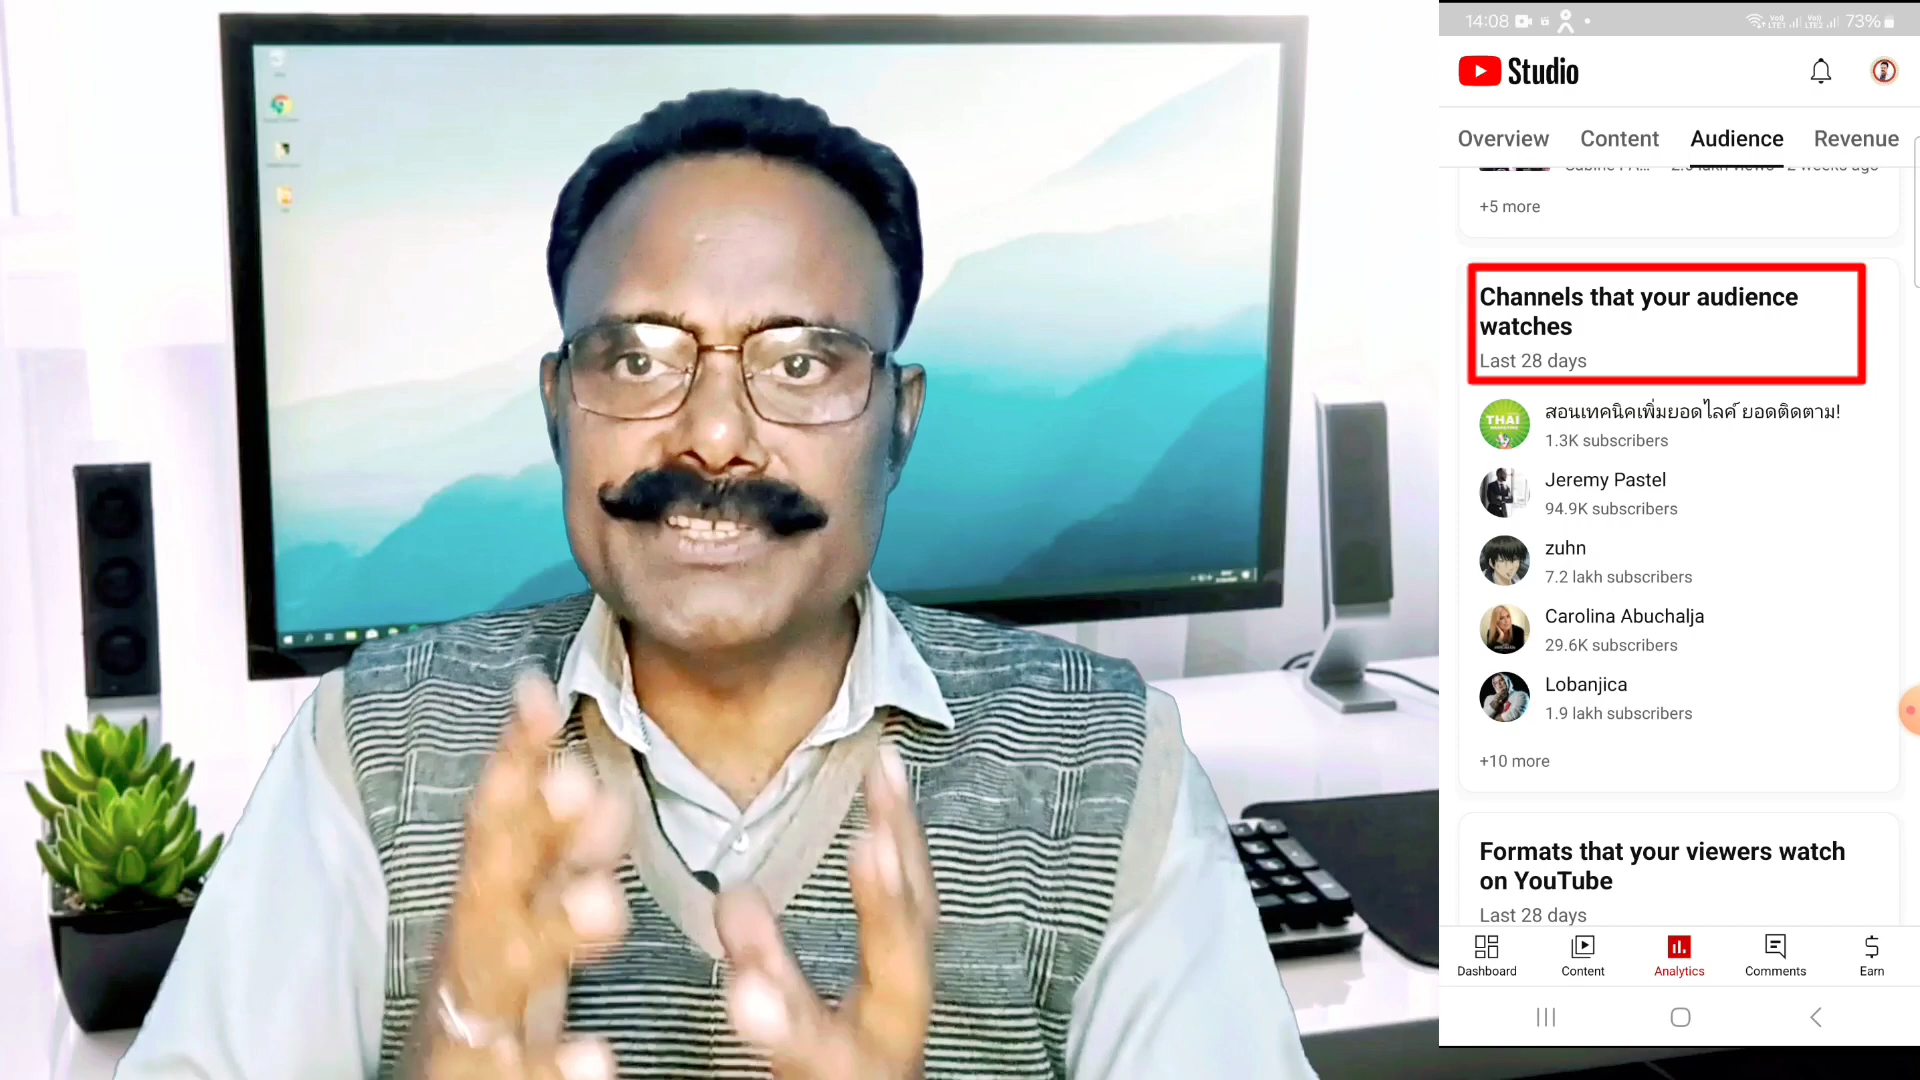 14:08
73%
Studio
Overview Content Audience Revenue
+5 more
Channels that your audience
watches
Last 28 days
THAI
สอนเทคนิคเพิ่มยอดไลค์ ยอดติดตาม!
1.3K subscribers
Jeremy Pastel
94.9K subscribers
zuhn
7.2 lakh subscribers
Carolina Abuchalja
29.6K subscribers
Lobanjica
1.9 lakh subscribers
+10 more
Formats that your viewers watch
on YouTube
Last 28 days
Dashboard Content Analytics Comments Earn